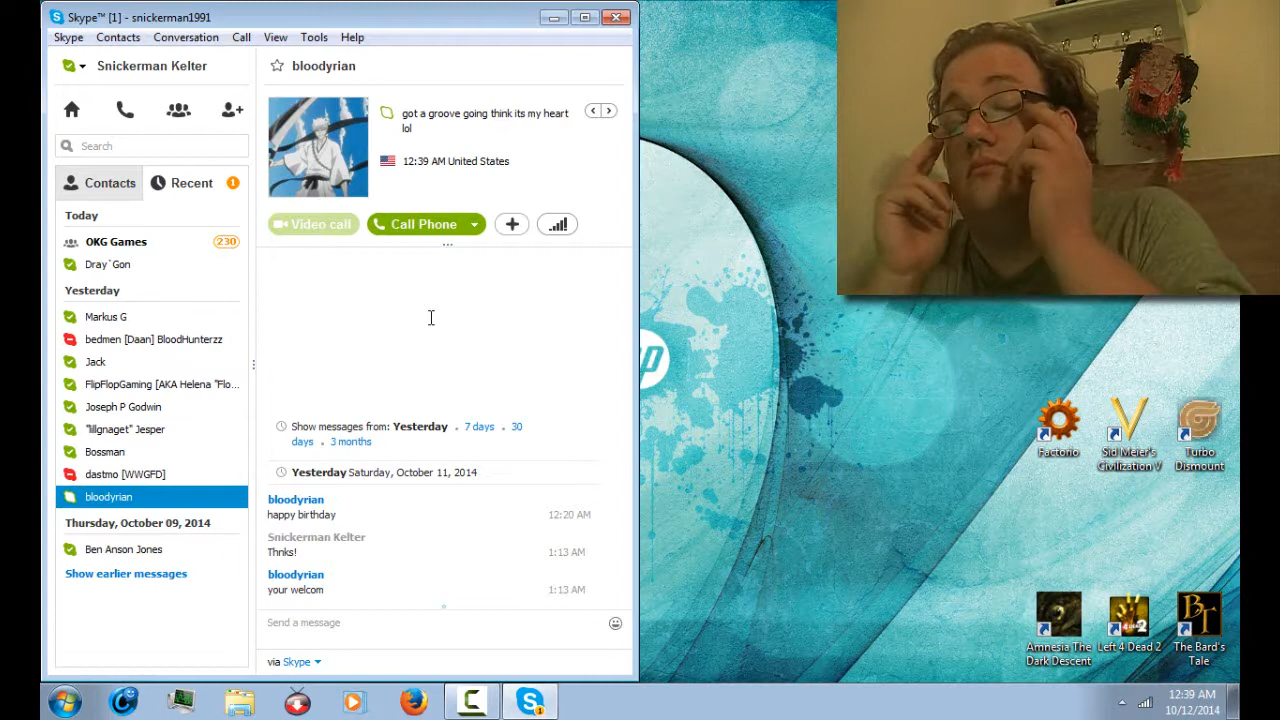 Skype™ [1] - snickerman1991
Skype Contacts Conversation Call View Tools Help
Snickerman Kelter
Search
Contacts
Recent 1
Today
OKG Games 230
Dray`Gon
Yesterday
Markus G
bedmen [Daan] BloodHunterzz
Jack
FlipFlopGaming [AKA Helena "Flo...
Joseph P Godwin
"lillgnaget" Jesper
Bossman
dastmo [WWGFD]
bloodyrian
Thursday, October 09, 2014
Ben Anson Jones
Show earlier messages
bloodyrian
got a groove going think its my heart
lol
12:39 AM United States
Video call
Call Phone
Show messages from: Yesterday . 7 days . 30
days . 3 months
Yesterday Saturday, October 11, 2014
bloodyrian
happy birthday 12:20 AM
Snickerman Kelter
Thnks! 1:13 AM
bloodyrian
your welcom 1:13 AM
Send a message
via Skype
hp
Factorio
Sid Meier's
Civilization V
Turbo
Dismount
Amnesia The
Dark Descent
Left 4 Dead 2
The Bard's
Tale
12:39 AM
10/12/2014